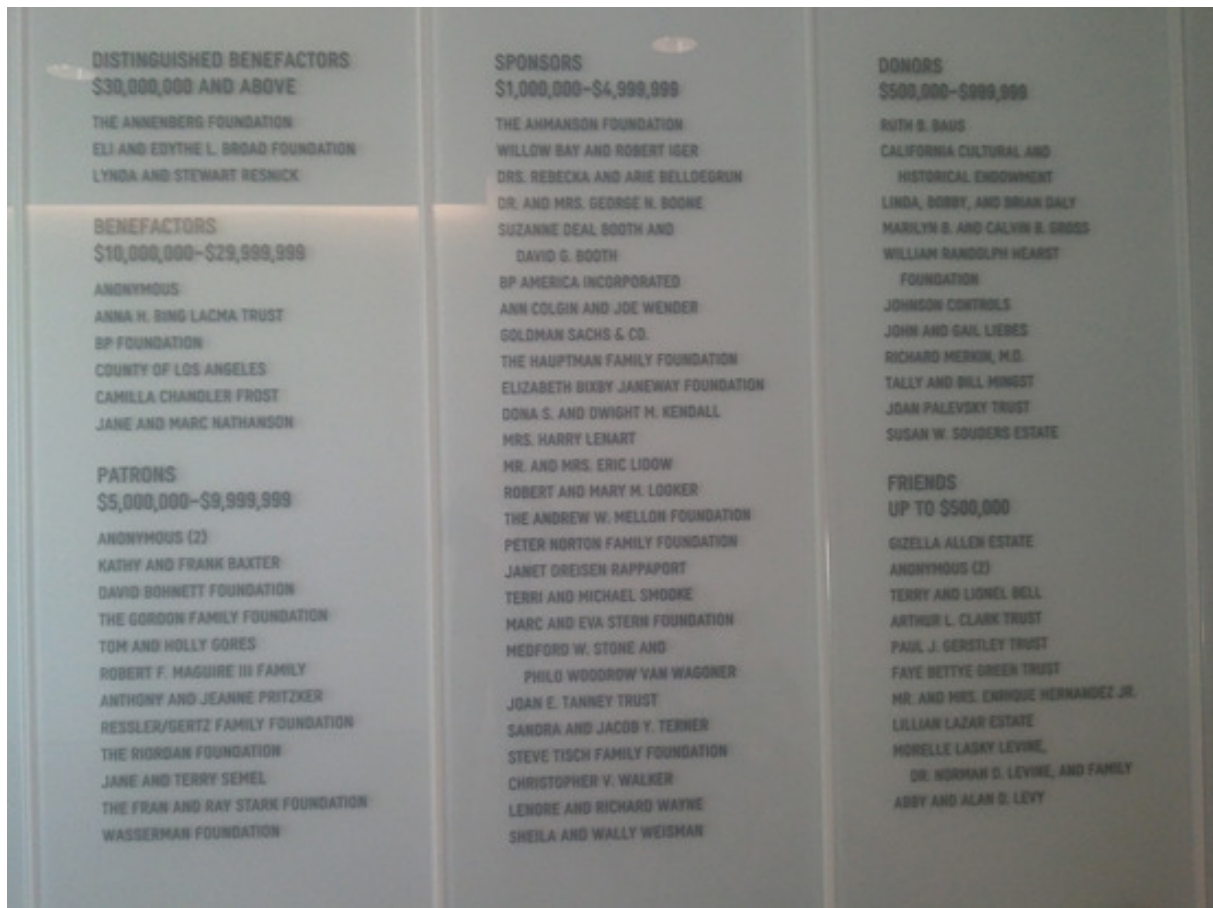 DISTINGUISHED BENEFACTORS
$30,000,000 AND ABOVE
THE ANNENBERG FOUNDATION
ELI AND EDYTHE L. BROAD FOUNDATION
LYNDA AND STEWART RESNICK
BENEFACTORS
$10,000,000–$29,999,999
ANONYMOUS
ANNA H. BING LACMA TRUST
BP FOUNDATION
COUNTY OF LOS ANGELES
CAMILLA CHANDLER FROST
JANE AND MARC NATHANSON
PATRONS
$5,000,000–$9,999,999
ANONYMOUS (2)
KATHY AND FRANK BAXTER
DAVID BOHNETT FOUNDATION
THE GORDON FAMILY FOUNDATION
TOM AND HOLLY GORES
ROBERT F. MAGUIRE III FAMILY
ANTHONY AND JEANNE PRITZKER
RESSLER/GERTZ FAMILY FOUNDATION
THE RIORDAN FOUNDATION
JANE AND TERRY SEMEL
THE FRAN AND RAY STARK FOUNDATION
WASSERMAN FOUNDATION
SPONSORS
$1,000,000–$4,999,999
THE AHMANSON FOUNDATION
WILLOW BAY AND ROBERT IGER
DRS. REBECKA AND ARIE BELLDEGRUN
DR. AND MRS. GEORGE N. BOONE
SUZANNE DEAL BOOTH AND
DAVID G. BOOTH
BP AMERICA INCORPORATED
ANN COLGIN AND JOE WENDER
GOLDMAN SACHS & CO.
THE HAUPTMAN FAMILY FOUNDATION
ELIZABETH BIXBY JANEWAY FOUNDATION
DONA S. AND DWIGHT M. KENDALL
MRS. HARRY LENART
MR. AND MRS. ERIC LIDOW
ROBERT AND MARY M. LOOKER
THE ANDREW W. MELLON FOUNDATION
PETER NORTON FAMILY FOUNDATION
JANET DREISEN RAPPAPORT
TERRI AND MICHAEL SMOOKE
MARC AND EVA STERN FOUNDATION
MEDFORD W. STONE AND
PHILO WOODROW VAN WAGONER
JOAN E. TANNEY TRUST
SANDRA AND JACOB Y. TERNER
STEVE TISCH FAMILY FOUNDATION
CHRISTOPHER V. WALKER
LENORE AND RICHARD WAYNE
SHEILA AND WALLY WEISMAN
DONORS
$500,000–$999,999
RUTH B. BAUS
CALIFORNIA CULTURAL AND
HISTORICAL ENDOWMENT
LINDA, BOBBY, AND BRIAN DALY
MARILYN B. AND CALVIN B. GROSS
WILLIAM RANDOLPH HEARST
FOUNDATION
JOHNSON CONTROLS
JOHN AND GAIL LIEBES
RICHARD MERKIN, M.D.
TALLY AND BILL MINGST
JOAN PALEVSKY TRUST
SUSAN W. SOUDERS ESTATE
FRIENDS
UP TO $500,000
GIZELLA ALLEN ESTATE
ANONYMOUS (2)
TERRY AND LIONEL BELL
ARTHUR L. CLARK TRUST
PAUL J. GERSTLEY TRUST
FAYE BETTYE GREEN TRUST
MR. AND MRS. ENRIQUE HERNANDEZ JR.
LILLIAN LAZAR ESTATE
MORELLE LASKY LEVINE,
DR. NORMAN D. LEVINE, AND FAMILY
ABBY AND ALAN D. LEVY